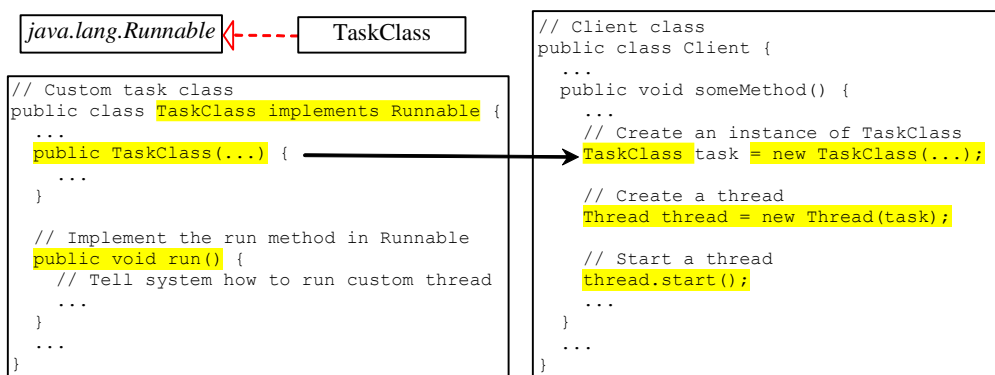 java.lang.Runnable
TaskClass
// Custom task class
public class TaskClass implements Runnable {
  ...
  public TaskClass(...) {
    ...
  }

  // Implement the run method in Runnable
  public void run() {
    // Tell system how to run custom thread
    ...
  }
  ...
}
// Client class
public class Client {
  ...
  public void someMethod() {
    ...
    // Create an instance of TaskClass
    TaskClass task = new TaskClass(...);

    // Create a thread
    Thread thread = new Thread(task);

    // Start a thread
    thread.start();
    ...
  }
  ...
}